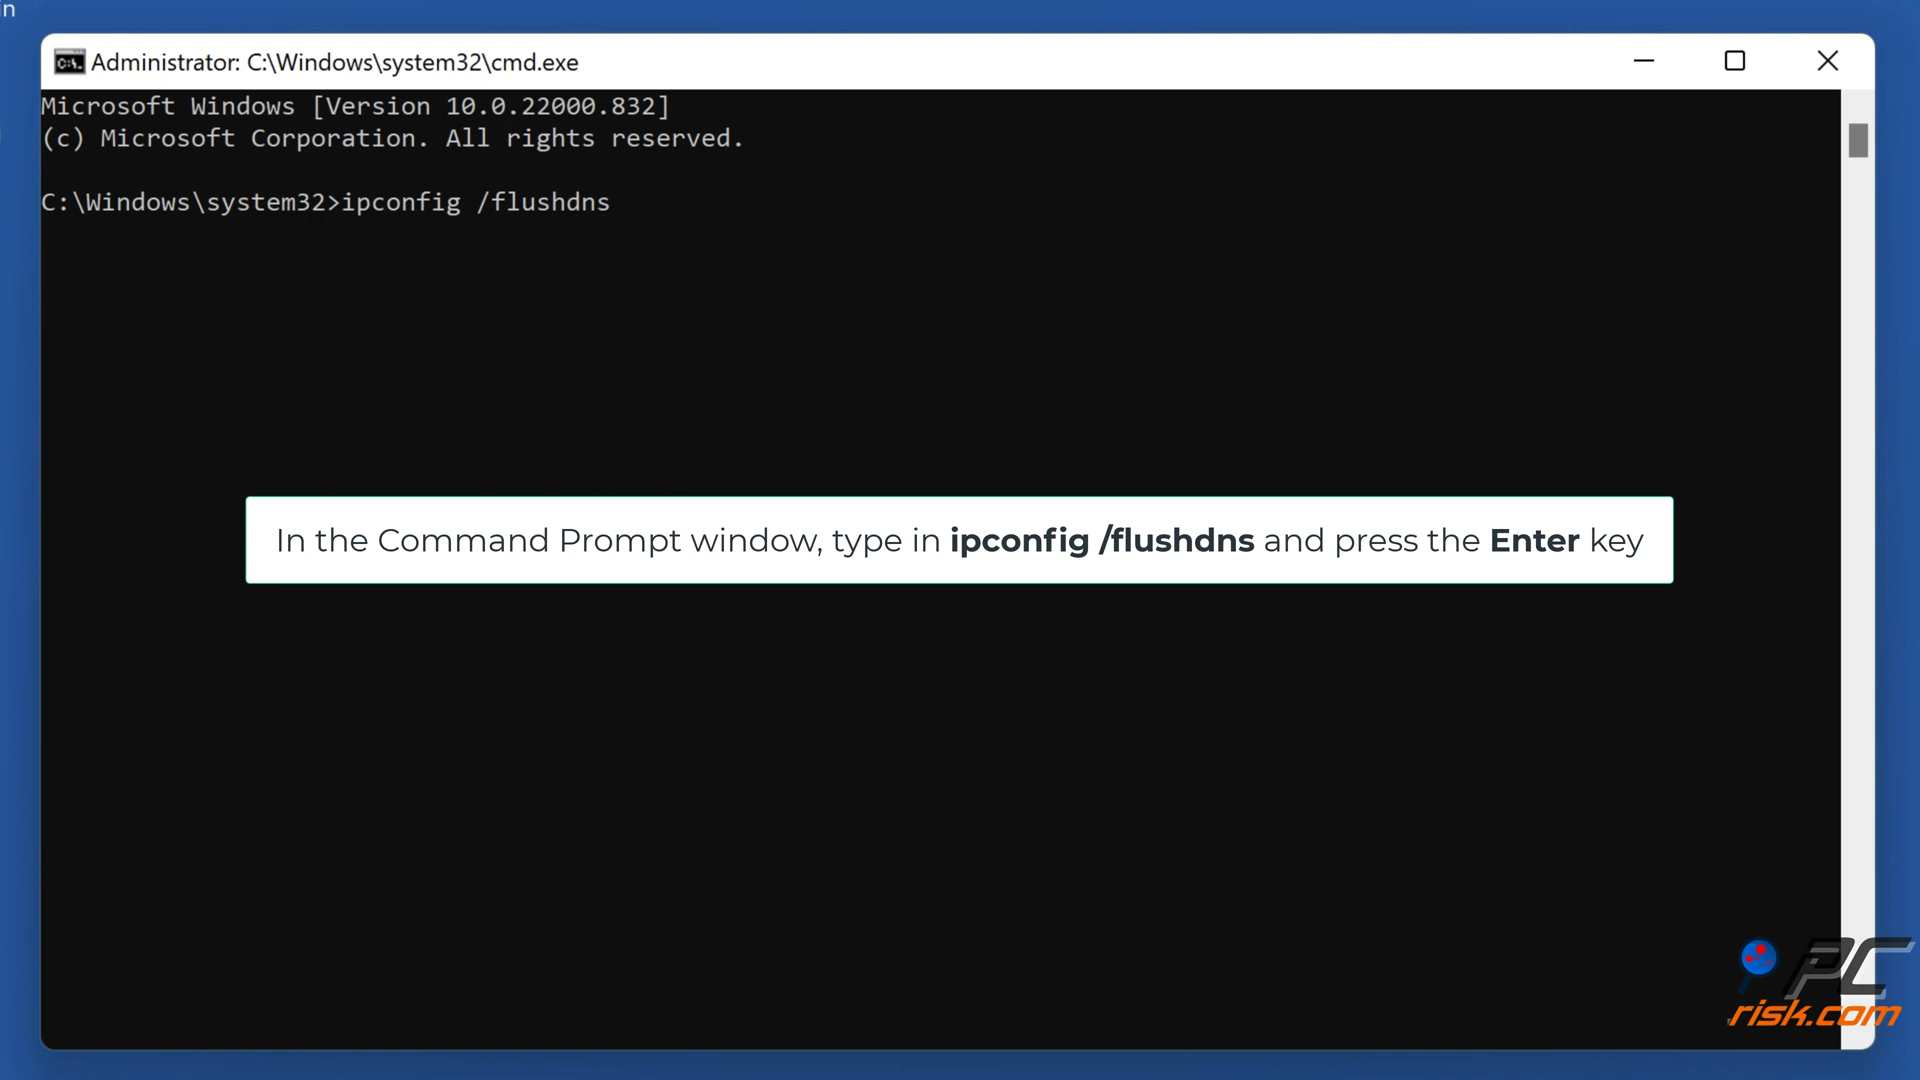 in
Administrator: C:\Windows\system32\cmd.exe
Microsoft Windows [Version 10.0.22000.832]
(c) Microsoft Corporation. All rights reserved.
C:\Windows\system32>ipconfig /flushdns
In the Command Prompt window, type in ipconfig /flushdns and press the Enter key
PC
risk.com